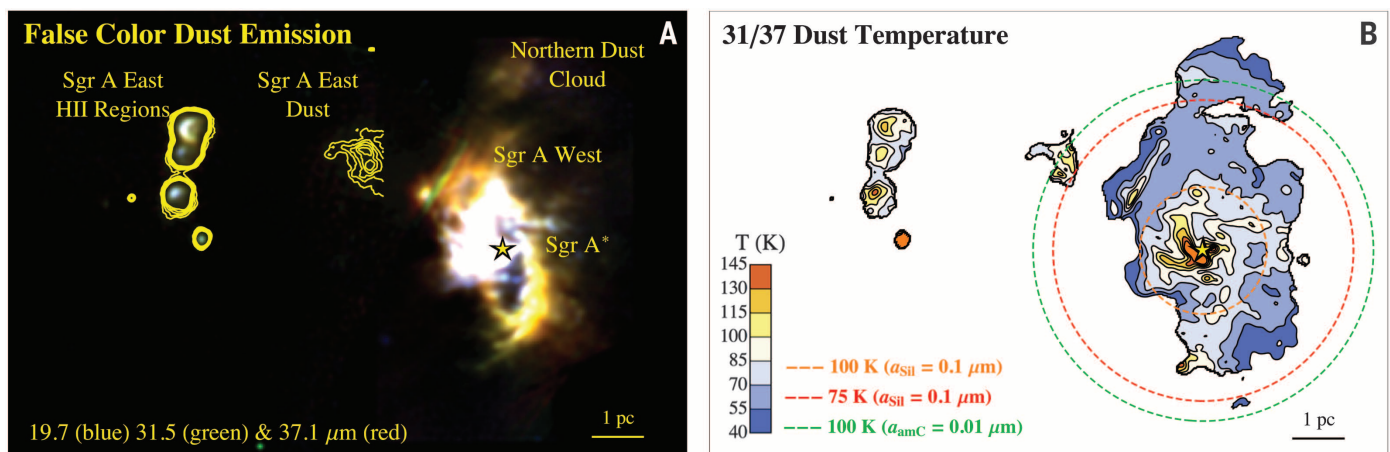 False Color Dust Emission
A
Sgr A East
HII Regions
Sgr A East
Dust
Northern Dust
Cloud
Sgr A West
Sgr A*
19.7 (blue) 31.5 (green) & 37.1 μm (red)
1 pc
31/37 Dust Temperature
B
T (K)
145
130
115
100
85
70
55
40
100 K (aSil = 0.1 μm)
75 K (aSil = 0.1 μm)
100 K (aamC = 0.01 μm)
1 pc